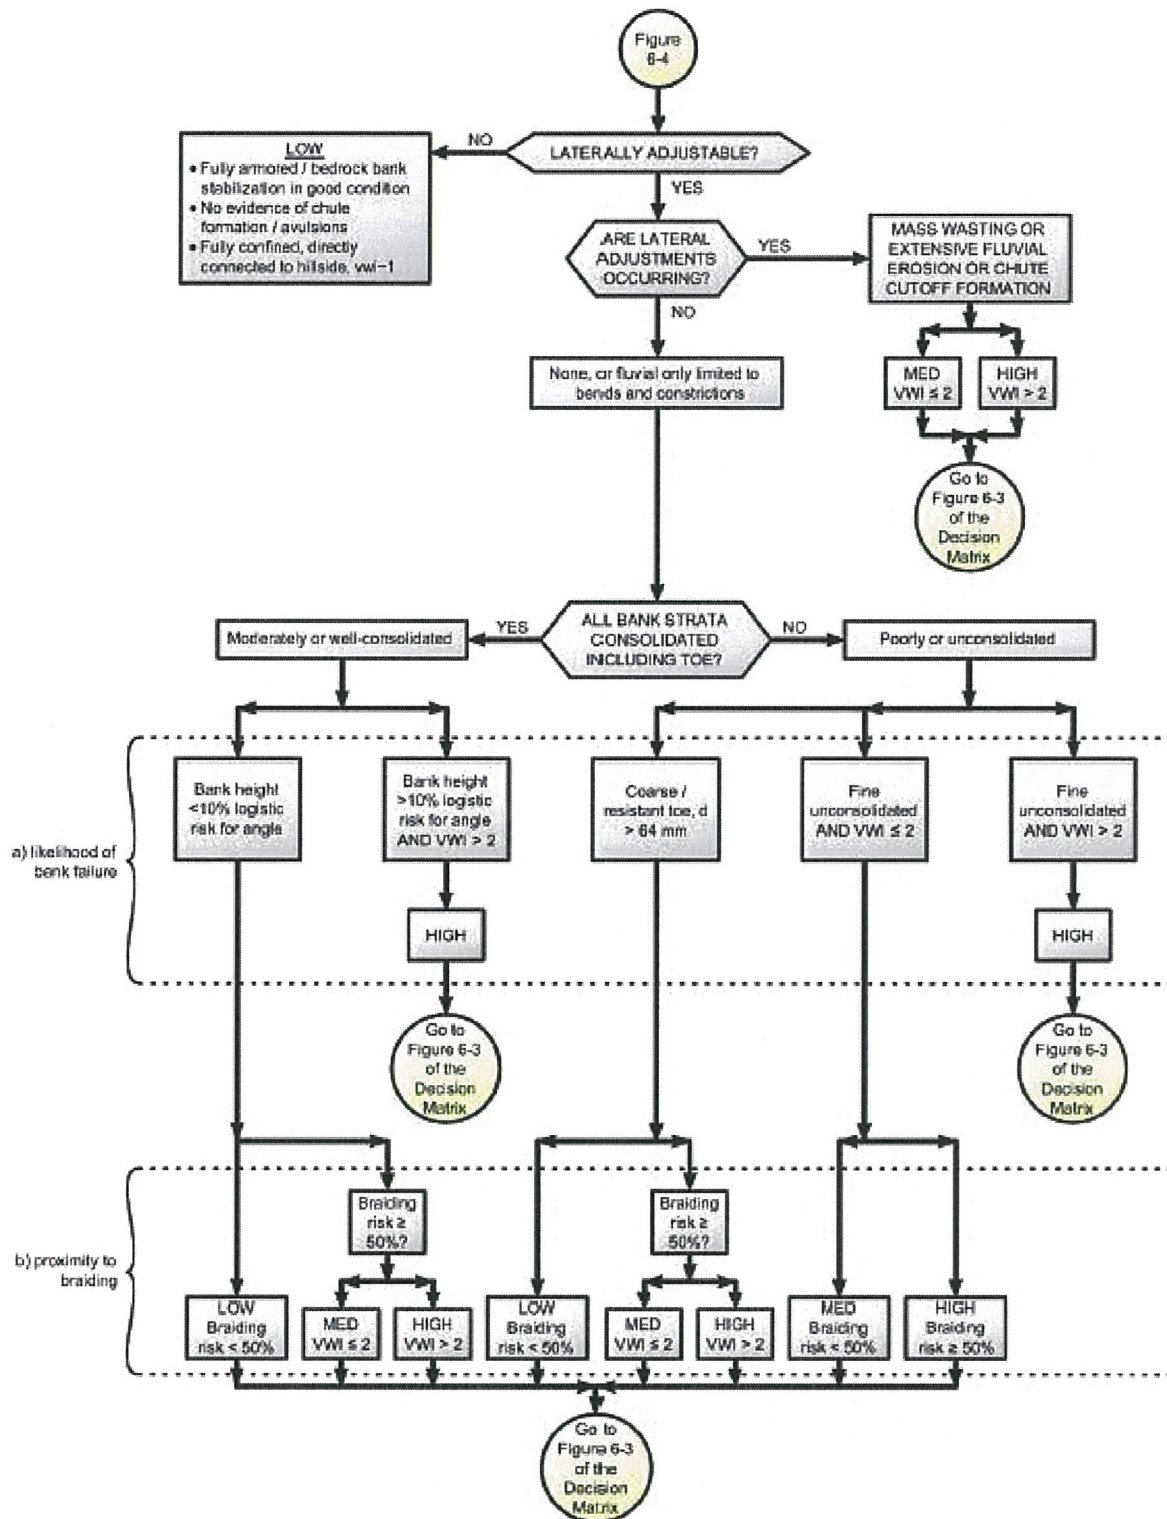 Figure
6-4
LATERALLY ADJUSTABLE?
NO
YES
LOW
• Fully armored / bedrock bank
stabilization in good condition
• No evidence of chute
formation / avulsions
• Fully confined, directly
connected to hillside, vwi~1
ARE LATERAL
ADJUSTMENTS
OCCURRING?
YES
NO
MASS WASTING OR
EXTENSIVE FLUVIAL
EROSION OR CHUTE
CUTOFF FORMATION
MED
VWI ≤ 2
HIGH
VWI > 2
Go to
Figure 6-3
of the
Decision
Matrix
None, or fluvial only limited to
bends and constrictions
ALL BANK STRATA
CONSOLIDATED
INCLUDING TOE?
YES
NO
Moderately or well-consolidated
Poorly or unconsolidated
a) likelihood of
bank failure
Bank height
<10% logistic
risk for angle
Bank height
>10% logistic
risk for angle
AND VWI > 2
Coarse /
resistant toe, d
> 64 mm
Fine
unconsolidated
AND VWI ≤ 2
Fine
unconsolidated
AND VWI > 2
HIGH
HIGH
Go to
Figure 6-3
of the
Decision
Matrix
Go to
Figure 6-3
of the
Decision
Matrix
b) proximity to
braiding
Braiding
risk ≥
50%?
Braiding
risk ≥
50%?
LOW
Braiding
risk < 50%
MED
VWI ≤ 2
HIGH
VWI > 2
LOW
Braiding
risk < 50%
MED
VWI ≤ 2
HIGH
VWI > 2
MED
Braiding
risk < 50%
HIGH
Braiding
risk ≥ 50%
Go to
Figure 6-3
of the
Decision
Matrix